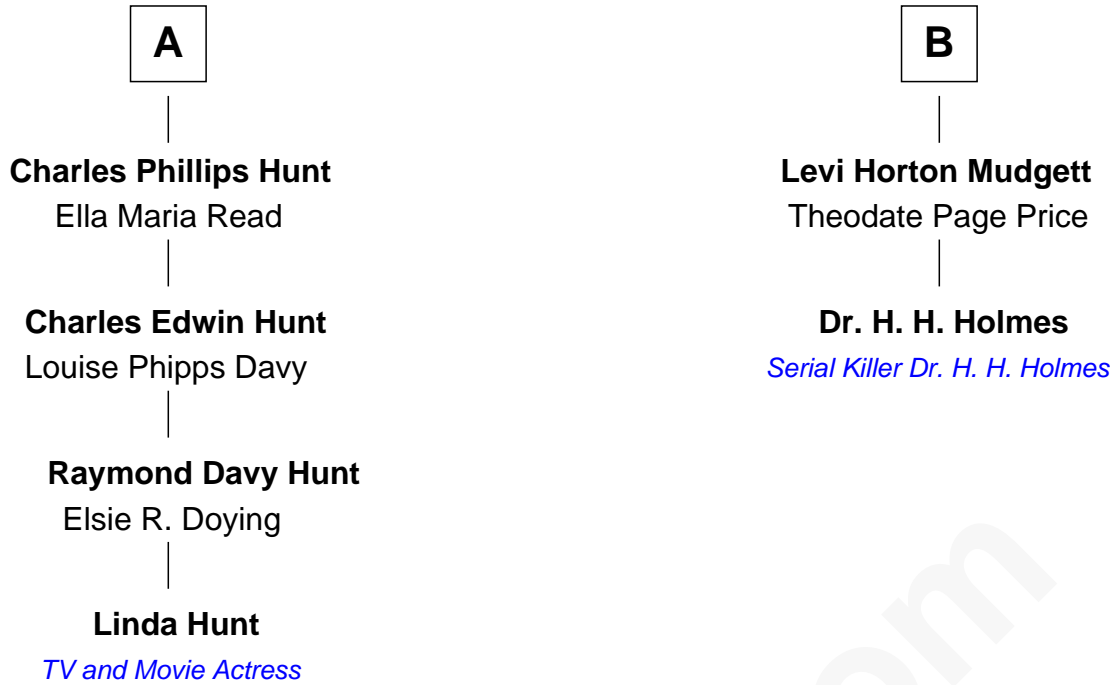 A
Charles Phillips Hunt
Ella Maria Read
Charles Edwin Hunt
Louise Phipps Davy
Raymond Davy Hunt
Elsie R. Doying
Linda Hunt
TV and Movie Actress
B
Levi Horton Mudgett
Theodate Page Price
Dr. H. H. Holmes
Serial Killer Dr. H. H. Holmes
om